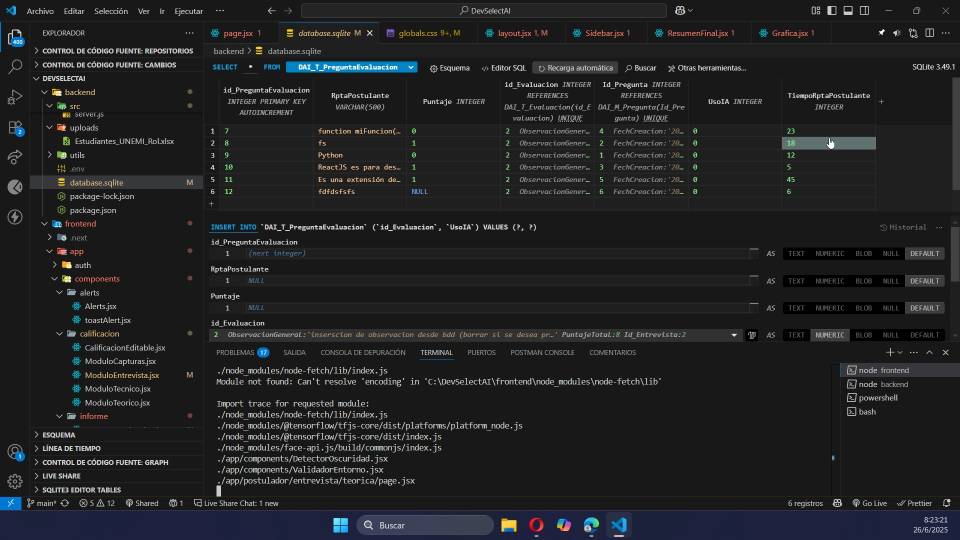 Archivo Editar Selección Ver Ir Ejecutar ··· DevSelectAI
EXPLORADOR ···
page.jsx 1 database.sqlite M globals.css 9+, M layout.jsx 1, M Sidebar.jsx 1 ResumenFinal.jsx 1 Grafica.jsx 1
CONTROL DE CÓDIGO FUENTE: REPOSITORIOS
backend > database.sqlite
CONTROL DE CÓDIGO FUENTE: CAMBIOS
SELECT * FROM DAI_T_PreguntaEvaluacion Esquema Editor SQL Recarga automática Buscar Otras herramientas... SQLite 3.49.1
DEVSELECTAI
backend
src
server.js
uploads
Estudiantes_UNEMI_Rol.xlsx
utils
.env
database.sqlite M
package-lock.json
package.json
frontend
.next
app
auth
components
alerts
Alerts.jsx
toastAlert.jsx
calificacion
CalificacionEditable.jsx
ModuloCapturas.jsx
ModuloEntrevista.jsx M
ModuloTecnico.jsx
ModuloTeorico.jsx
informe
ESQUEMA
LÍNEA DE TIEMPO
CONTROL DE CÓDIGO FUENTE: GRAPH
LIVE SHARE
SQLITE3 EDITOR TABLES
id_PreguntaEvaluacion INTEGER PRIMARY KEY AUTOINCREMENT
RptaPostulante VARCHAR(500)
Puntaje INTEGER
id_Evaluacion INTEGER REFERENCES DAI_T_Evaluacion(id_Evaluacion) UNIQUE
Id_Pregunta INTEGER REFERENCES DAI_M_Pregunta(Id_Pregunta) UNIQUE
UsoIA INTEGER
TiempoRptaPostulante INTEGER
1 7 function miFuncion(… 0 2 ObservacionGener… 4 FechCreacion:'20… 0 23
2 8 fs 1 2 ObservacionGener… 2 FechCreacion:'20… 0 18
3 9 Python 0 2 ObservacionGener… 1 FechCreacion:'20… 0 12
4 10 ReactJS es para des… 1 2 ObservacionGener… 3 FechCreacion:'20… 0 5
5 11 Es una extensión de… 1 2 ObservacionGener… 5 FechCreacion:'20… 0 45
6 12 fdfdsfsfs NULL 2 ObservacionGener… 6 FechCreacion:'20… 0 6
INSERT INTO `DAI_T_PreguntaEvaluacion` (`id_Evaluacion`, `UsoIA`) VALUES (?, ?) Historial ···
id_PreguntaEvaluacion
1 (next integer) AS TEXT NUMERIC BLOB NULL DEFAULT
RptaPostulante
1 NULL AS TEXT NUMERIC BLOB NULL DEFAULT
Puntaje
1 NULL AS TEXT NUMERIC BLOB NULL DEFAULT
id_Evaluacion
2 ObservacionGeneral:'inserscion de observacion desde bdd (borrar si se desea pr…' PuntajeTotal:8 Id_Entrevista:2 AS TEXT NUMERIC BLOB NULL DEFAULT
PROBLEMAS 17 SALIDA CONSOLA DE DEPURACIÓN TERMINAL PUERTOS POSTMAN CONSOLE COMENTARIOS
./node_modules/node-fetch/lib/index.js
Module not found: Can't resolve 'encoding' in 'C:\DevSelectAI\frontend\node_modules\node-fetch\lib'
Import trace for requested module:
./node_modules/node-fetch/lib/index.js
./node_modules/@tensorflow/tfjs-core/dist/platforms/platform_node.js
./node_modules/@tensorflow/tfjs-core/dist/index.js
./node_modules/face-api.js/build/commonjs/index.js
./app/components/DetectorOscuridad.jsx
./app/components/ValidadorEntorno.jsx
./app/postulador/entrevista/teorica/page.jsx
node frontend
node backend
powershell
bash
main* 5 12 Shared 1 Live Share Chat: 1 new 6 registros Go Live Prettier
Buscar
8:23:21
26/6/2025